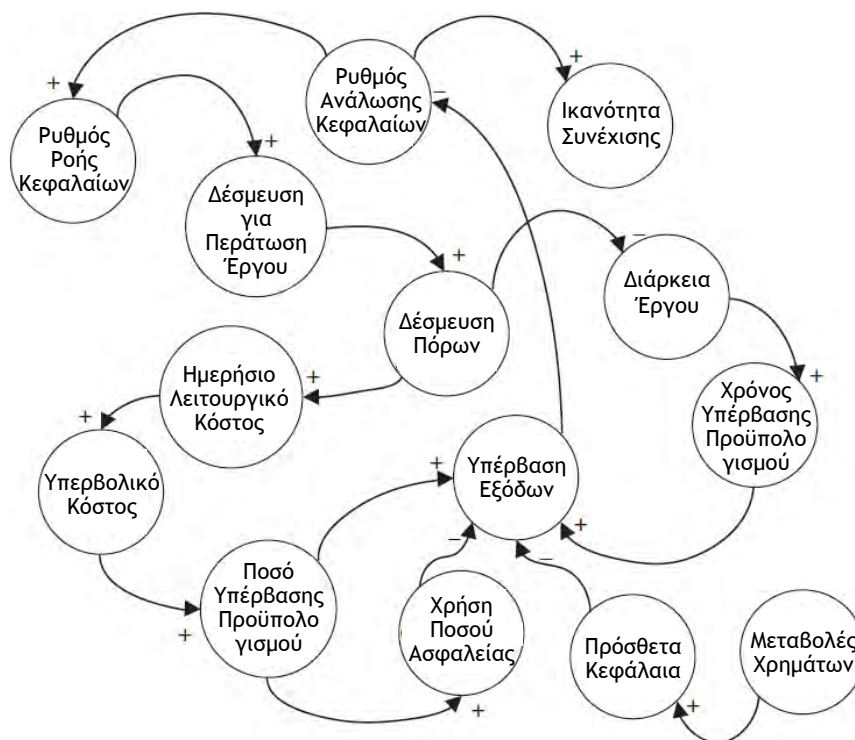 +
Ρυθμός
Ροής
Κεφαλαίων
+
Ρυθμός
Ανάλωσης
Κεφαλαίων
–
+
Ικανότητα
Συνέχισης
Δέσμευση
για
Περάτωση
Έργου
+
Δέσμευση
Πόρων
–
Διάρκεια
Έργου
+
Ημερήσιο
Λειτουργικό
Κόστος
+
Χρόνος
Υπέρβασης
Προϋπολο
γισμού
+
Υπερβολικό
Κόστος
+
Υπέρβαση
Εξόδων
+
–
–
+
Ποσό
Υπέρβασης
Προϋπολο
γισμού
Χρήση
Ποσού
Ασφαλείας
+
Πρόσθετα
Κεφάλαια
+
Μεταβολές
Χρημάτων